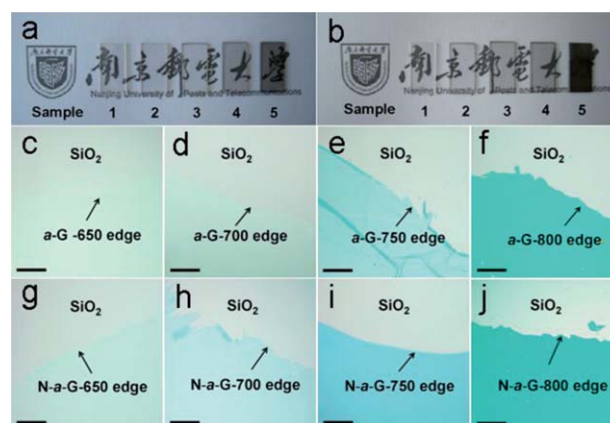 a
南京郵電大學
Nanjing University of Posts and Telecommunications
Sample 1 2 3 4 5
b
南京郵電大
Nanjing University of Posts and Telecommunications
Sample 1 2 3 4 5
c
SiO2
a-G -650 edge
d
SiO2
a-G-700 edge
e
SiO2
a-G-750 edge
f
SiO2
a-G-800 edge
g
SiO2
N-a-G-650 edge
h
SiO2
N-a-G-700 edge
i
SiO2
N-a-G-750 edge
j
SiO2
N-a-G-800 edge